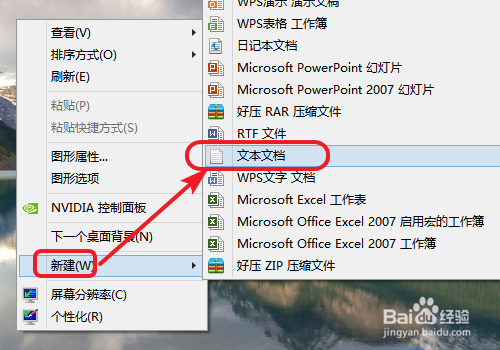 查看(V)
排序方式(O)
刷新(E)
粘贴(P)
粘贴快捷方式(S)
图形属性...
图形选项
NVIDIA 控制面板
下一个桌面背景(N)
新建(W)
屏幕分辨率(C)
个性化(R)
WPS演示 演示文稿
WPS表格 工作簿
日记本文档
Microsoft PowerPoint 幻灯片
Microsoft PowerPoint 2007 幻灯片
好压 RAR 压缩文件
RTF 文件
文本文档
WPS文字 文档
Microsoft Excel 工作表
Microsoft Office Excel 2007 启用宏的工作簿
Microsoft Office Excel 2007 工作簿
好压 ZIP 压缩文件
Baidu 经验
jingyan.baidu.com